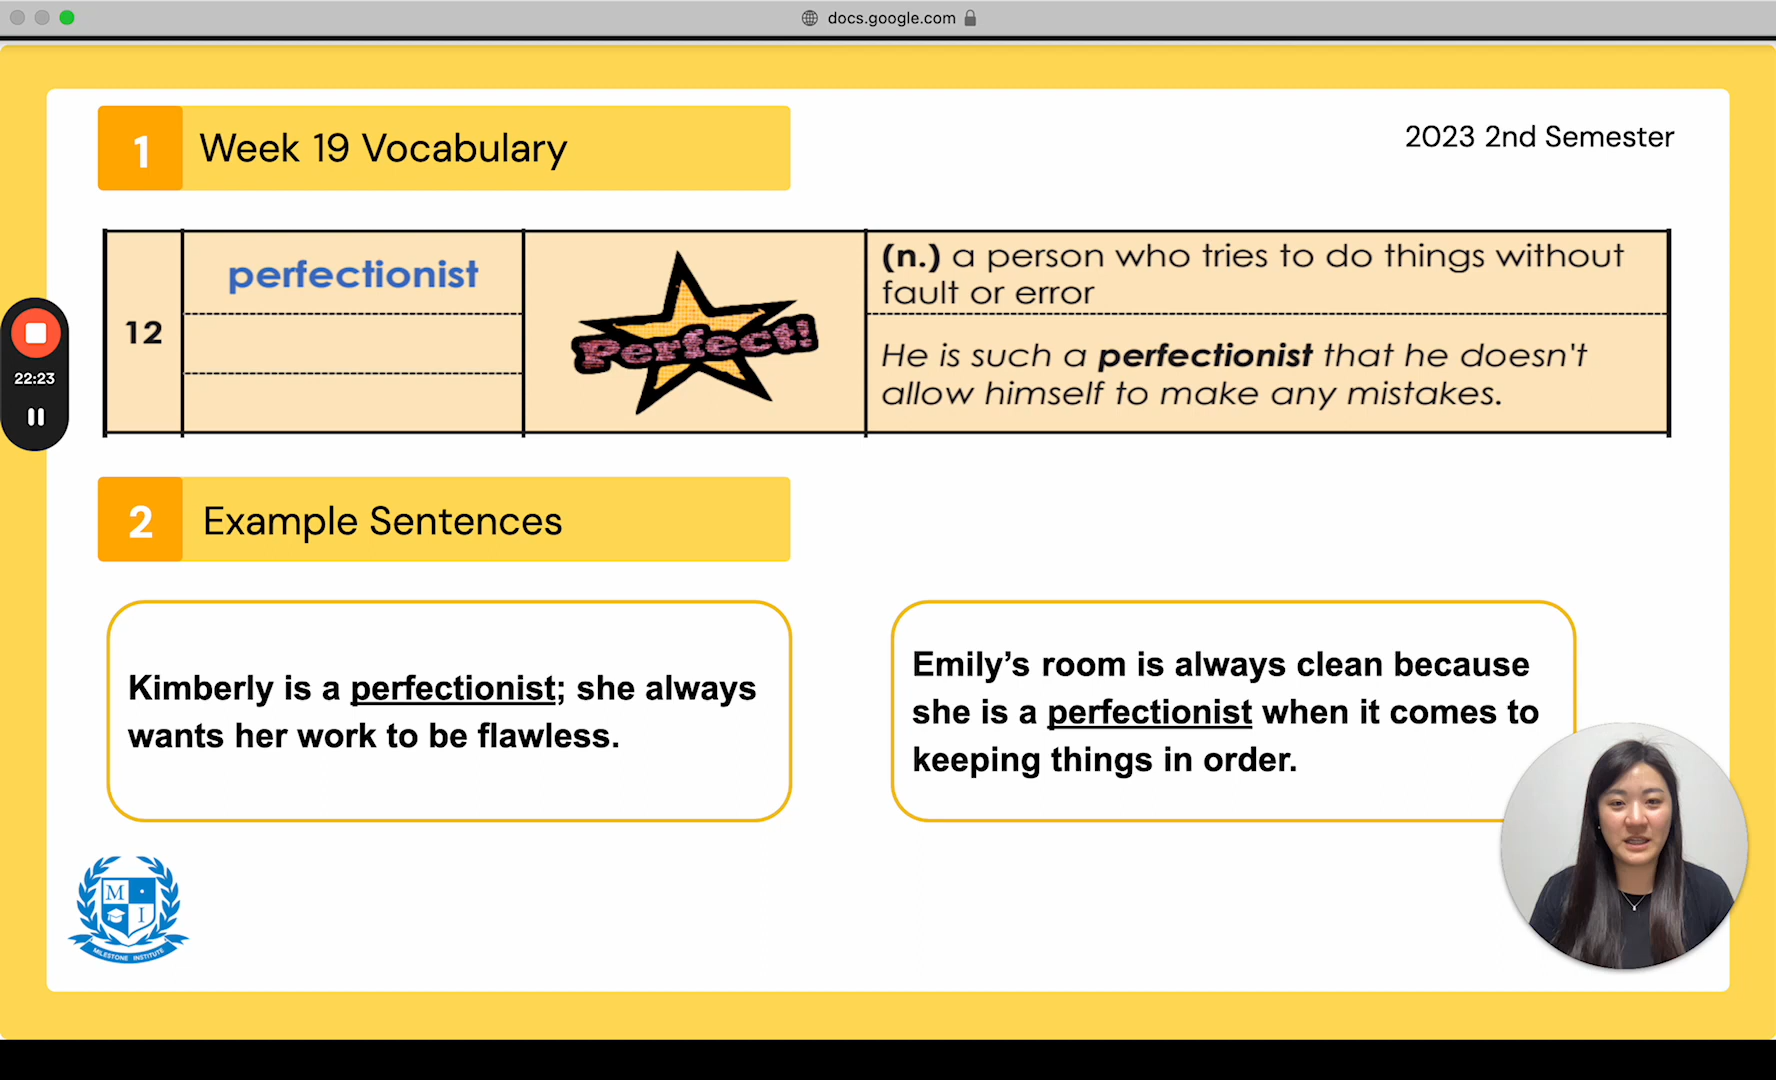 docs.google.com
1 Week 19 Vocabulary
2023 2nd Semester
12
perfectionist
Perfect!
(n.) a person who tries to do things without
fault or error
He is such a perfectionist that he doesn't
allow himself to make any mistakes.
22:23
2 Example Sentences
Kimberly is a perfectionist; she always
wants her work to be flawless.
Emily’s room is always clean because
she is a perfectionist when it comes to
keeping things in order.
M I
MILESTONE INSTITUTE